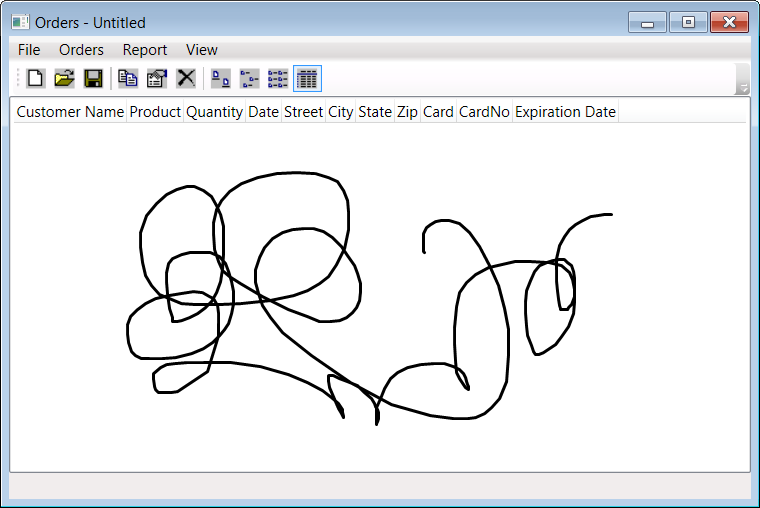 Orders - Untitled
File Orders Report View
Customer Name Product Quantity Date Street City State Zip Card CardNo Expiration Date